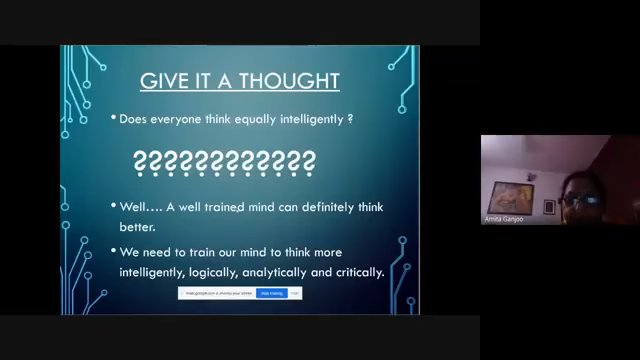 GIVE IT A THOUGHT
• Does everyone think equally intelligently ?
????????????
• Well.... A well trained mind can definitely think
better.
• We need to train our mind to think more
intelligently, logically, analytically and critically.
Stop sharing
Hide
Amita Ganjoo